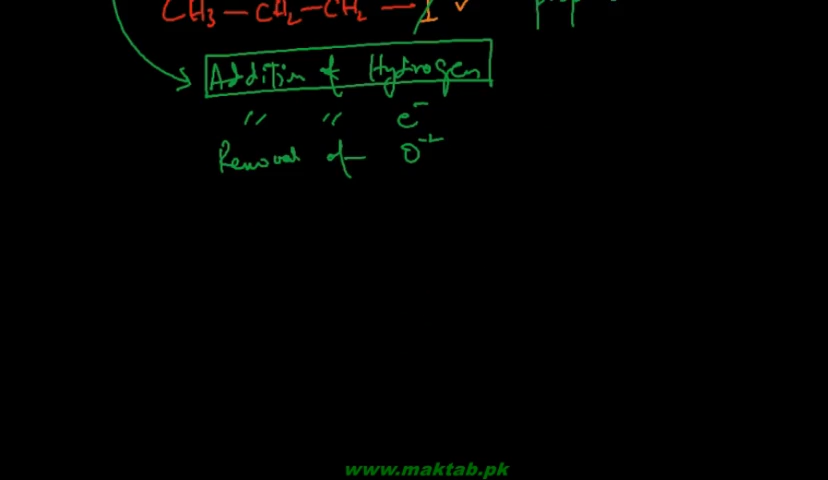 CH3 — CH2 — CH2 — I ✓
Addition of Hydrogen
" " e⁻
Removal of O⁻²
www.maktab.pk